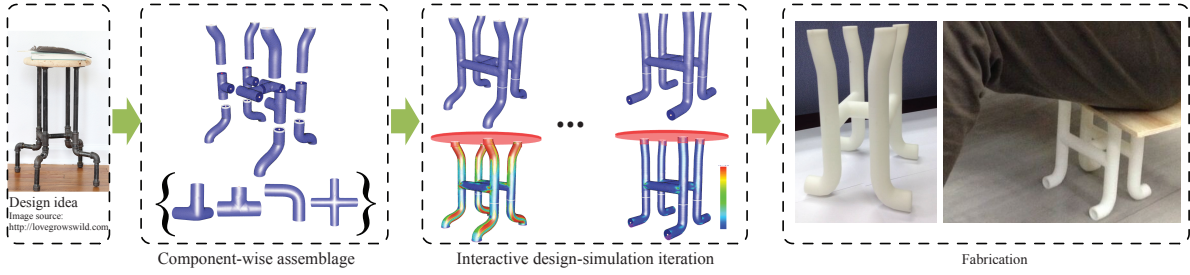 Design idea
Image source:
http://lovegrowswild.com
Component-wise assemblage
Interactive design-simulation iteration
Fabrication